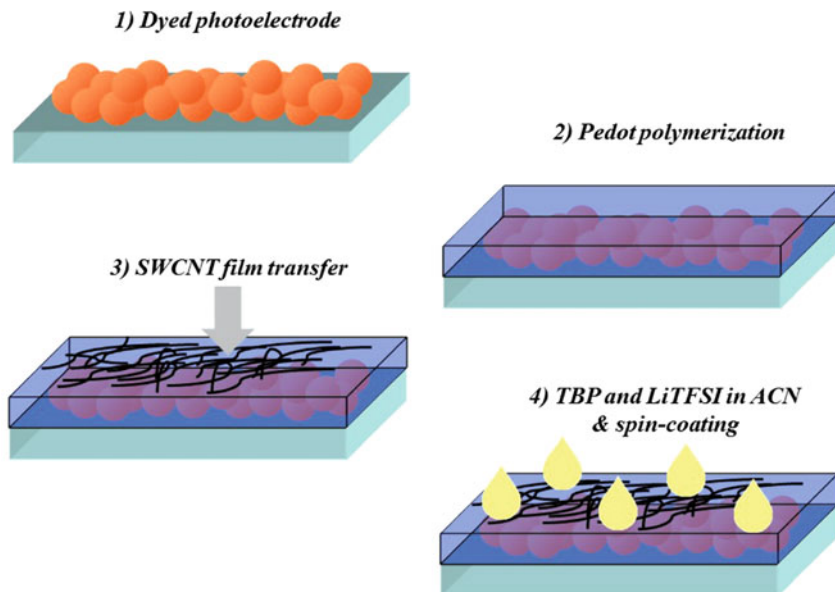 1) Dyed photoelectrode
2) Pedot polymerization
3) SWCNT film transfer
4) TBP and LiTFSI in ACN
& spin-coating